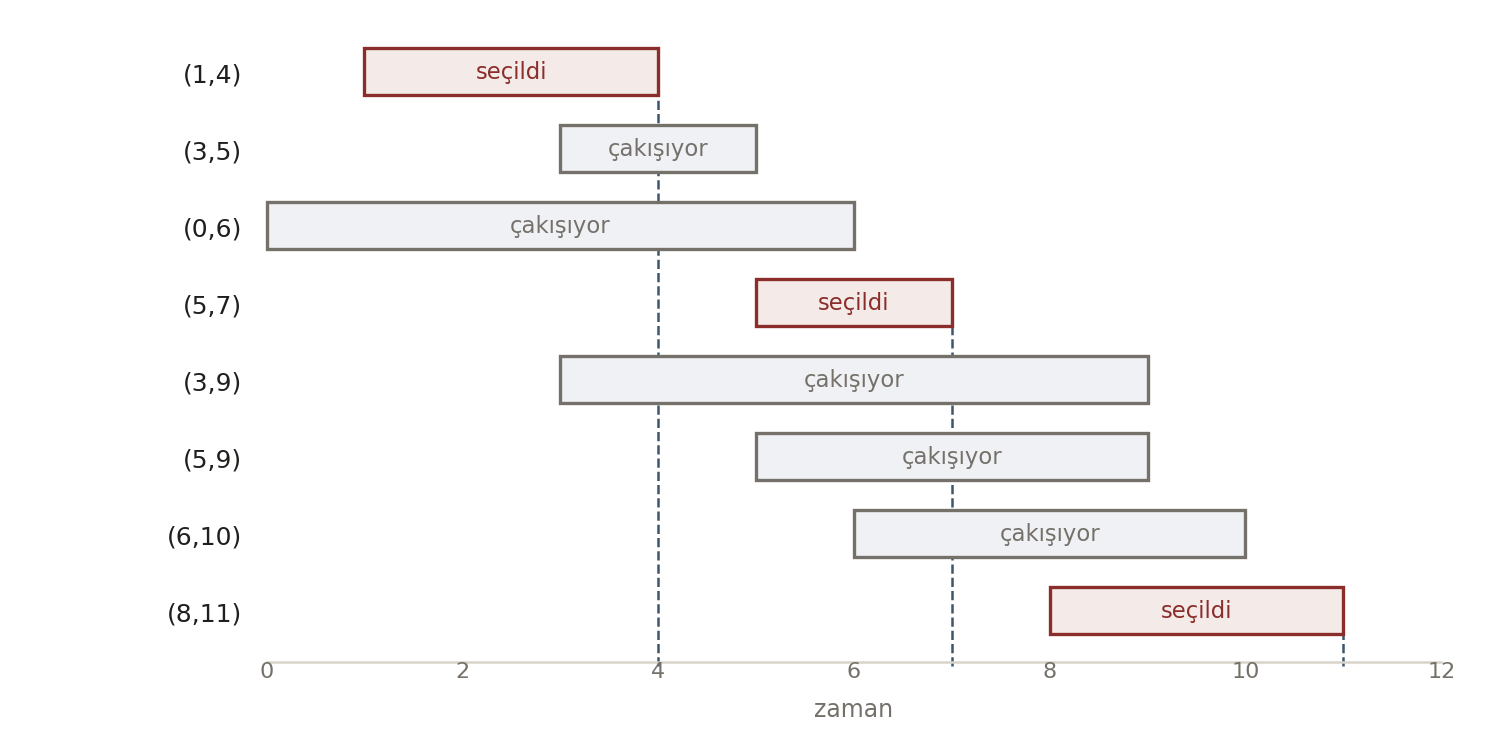 (1,4) seçildi
(3,5) çakışıyor
(0,6) çakışıyor
(5,7) seçildi
(3,9) çakışıyor
(5,9) çakışıyor
(6,10) çakışıyor
(8,11) seçildi
0 2 4 6 8 10 12
zaman